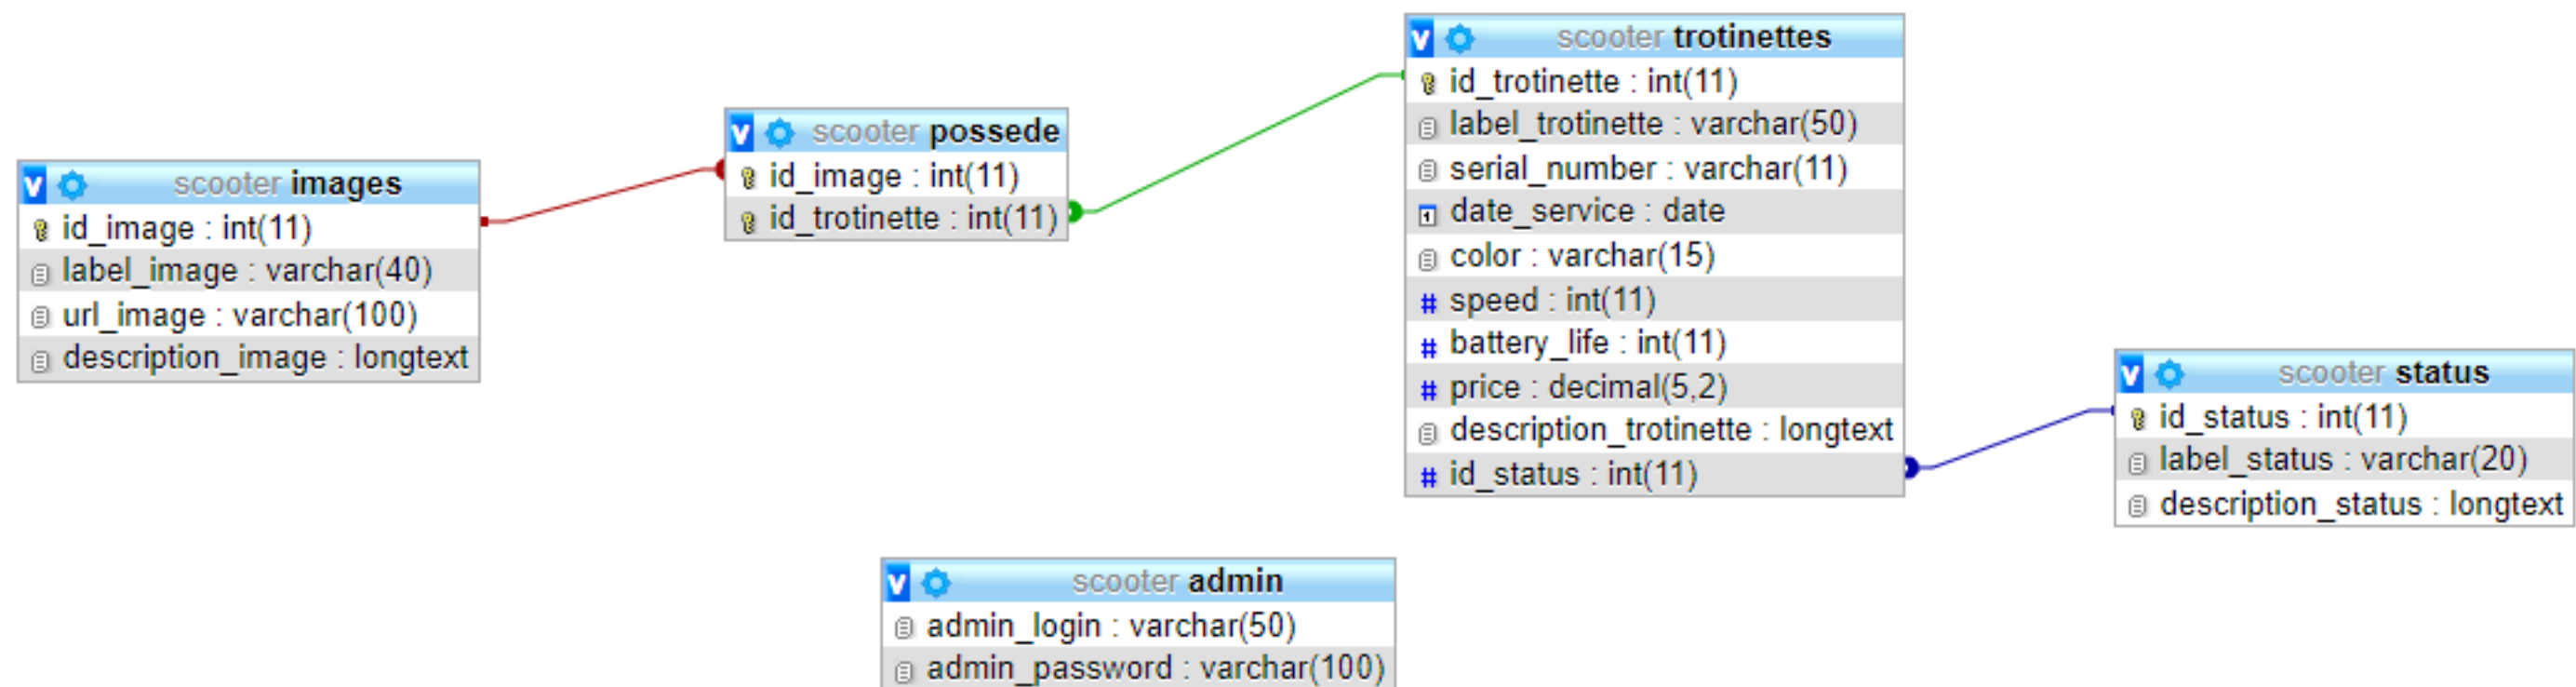 scooter images
id_image : int(11)
label_image : varchar(40)
url_image : varchar(100)
description_image : longtext
scooter possede
id_image : int(11)
id_trotinette : int(11)
scooter trotinettes
id_trotinette : int(11)
label_trotinette : varchar(50)
serial_number : varchar(11)
date_service : date
color : varchar(15)
# speed : int(11)
# battery_life : int(11)
# price : decimal(5,2)
description_trotinette : longtext
# id_status : int(11)
scooter status
id_status : int(11)
label_status : varchar(20)
description_status : longtext
scooter admin
admin_login : varchar(50)
admin_password : varchar(100)